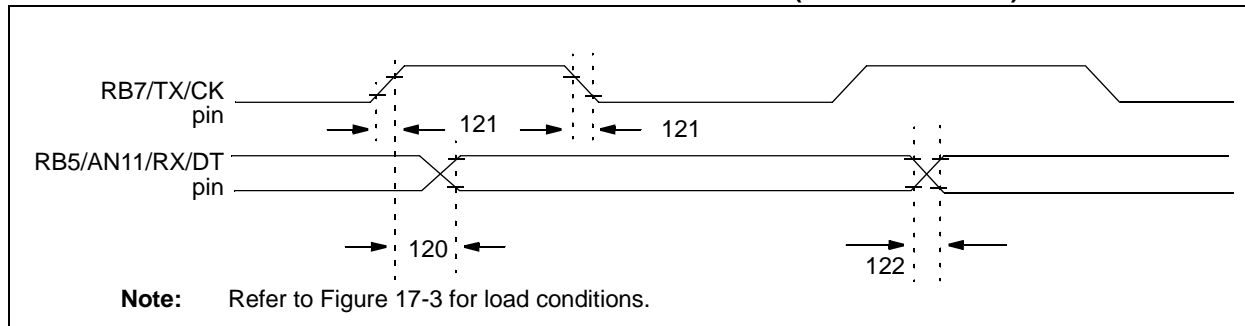 RB7/TX/CK
pin
121
121
RB5/AN11/RX/DT
pin
120
122
Note: Refer to Figure 17-3 for load conditions.